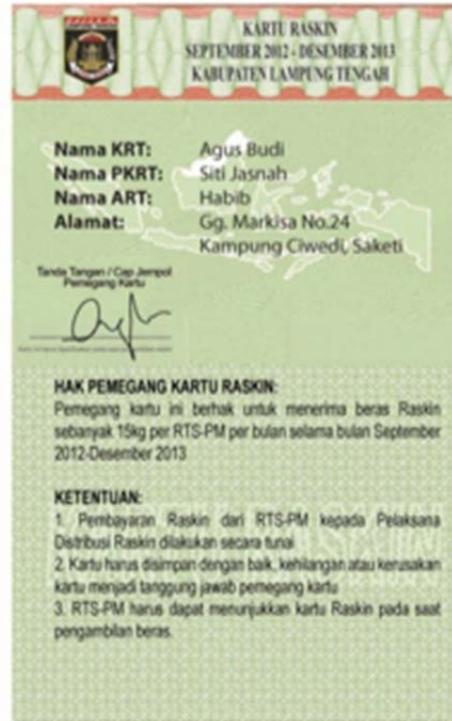 KARTU RASKIN
SEPTEMBER 2012 - DESEMBER 2013
KABUPATEN LAMPUNG TENGAH
Nama KRT: Agus Budi
Nama PKRT: Siti Jasnah
Nama ART: Habib
Alamat: Gg. Markisa No.24
Kampung Ciwedi, Saketi
Tanda Tangan / Cap Jempol
Pemegang Kartu
HAK PEMEGANG KARTU RASKIN:
Pemegang kartu ini berhak untuk menerima beras Raskin
sebanyak 15kg per RTS-PM per bulan selama bulan September
2012-Desember 2013
KETENTUAN:
1. Pembayaran Raskin dari RTS-PM kepada Pelaksana
Distribusi Raskin dilakukan secara tunai
2. Kartu harus disimpan dengan baik, kehilangan atau kerusakan
kartu menjadi tanggung jawab pemegang kartu
3. RTS-PM harus dapat menunjukkan kartu Raskin pada saat
pengambilan beras.